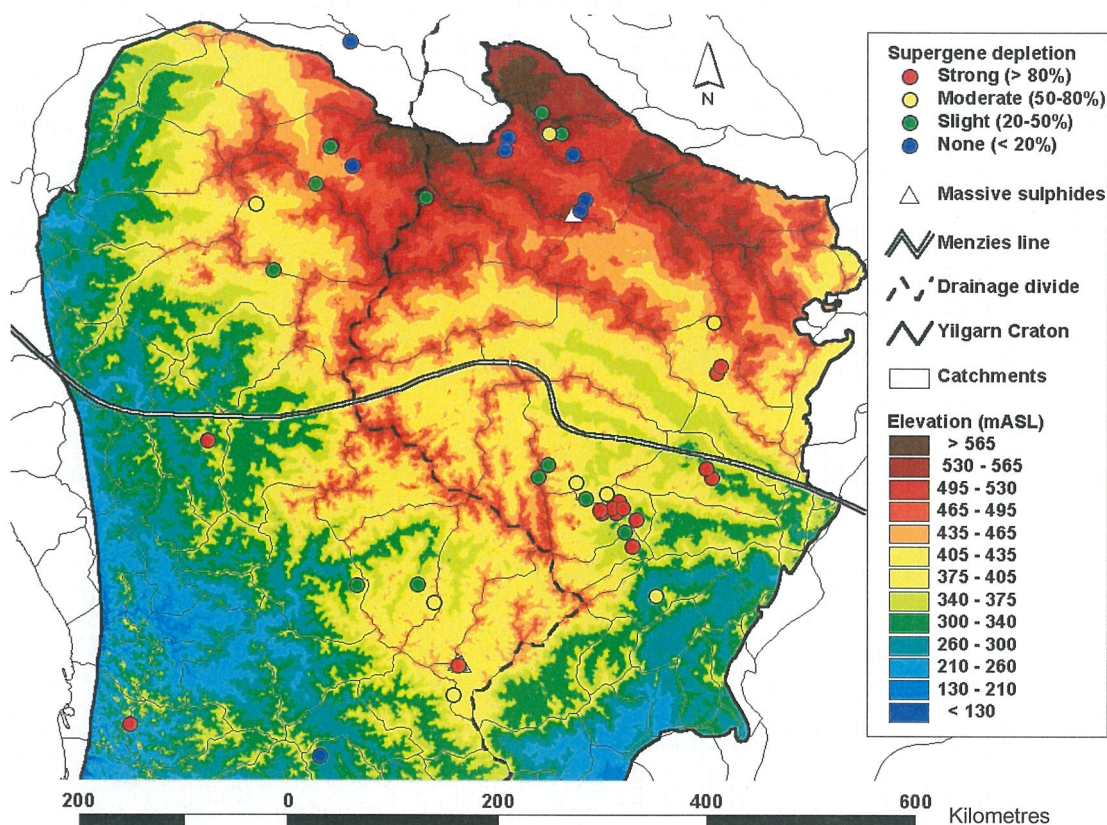 N
Supergene depletion
Strong (> 80%)
Moderate (50-80%)
Slight (20-50%)
None (< 20%)
Massive sulphides
Menzies line
Drainage divide
Yilgarn Craton
Catchments
Elevation (mASL)
> 565
530 - 565
495 - 530
465 - 495
435 - 465
405 - 435
375 - 405
340 - 375
300 - 340
260 - 300
210 - 260
130 - 210
< 130
200 0 200 400 600 Kilometres